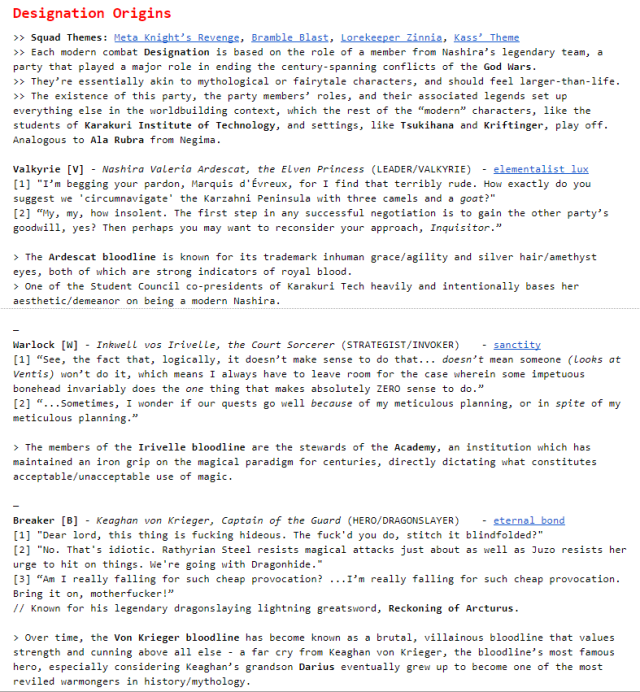 Designation Origins
>> Squad Themes: Meta Knight’s Revenge, Bramble Blast, Lorekeeper Zinnia, Kass’ Theme
>> Each modern combat Designation is based on the role of a member from Nashira’s legendary team, a
party that played a major role in ending the century-spanning conflicts of the God Wars.
>> They’re essentially akin to mythological or fairytale characters, and should feel larger-than-life.
>> The existence of this party, the party members’ roles, and their associated legends set up
everything else in the worldbuilding context, which the rest of the “modern” characters, like the
students of Karakuri Institute of Technology, and settings, like Tsukihana and Kriftinger, play off.
Analogous to Ala Rubra from Negima.
Valkyrie [V] - Nashira Valeria Ardescat, the Elven Princess (LEADER/VALKYRIE) - elementalist lux
[1] "I’m begging your pardon, Marquis d'Évreux, for I find that terribly rude. How exactly do you
suggest we 'circumnavigate' the Karzahni Peninsula with three camels and a goat?"
[2] “My, my, how insolent. The first step in any successful negotiation is to gain the other party’s
goodwill, yes? Then perhaps you may want to reconsider your approach, Inquisitor.”
> The Ardescat bloodline is known for its trademark inhuman grace/agility and silver hair/amethyst
eyes, both of which are strong indicators of royal blood.
> One of the Student Council co-presidents of Karakuri Tech heavily and intentionally bases her
aesthetic/demeanor on being a modern Nashira.
—
Warlock [W] - Inkwell vos Irivelle, the Court Sorcerer (STRATEGIST/INVOKER) - sanctity
[1] “See, the fact that, logically, it doesn’t make sense to do that... doesn’t mean someone (looks at
Ventis) won’t do it, which means I always have to leave room for the case wherein some impetuous
bonehead invariably does the one thing that makes absolutely ZERO sense to do.”
[2] “...Sometimes, I wonder if our quests go well because of my meticulous planning, or in spite of my
meticulous planning.”
> The members of the Irivelle bloodline are the stewards of the Academy, an institution which has
maintained an iron grip on the magical paradigm for centuries, directly dictating what constitutes
acceptable/unacceptable use of magic.
—
Breaker [B] - Keaghan von Krieger, Captain of the Guard (HERO/DRAGONSLAYER) - eternal bond
[1] "Dear lord, this thing is fucking hideous. The fuck'd you do, stitch it blindfolded?"
[2] "No. That's idiotic. Rathyrian Steel resists magical attacks just about as well as Juzo resists her
urge to hit on things. We're going with Dragonhide."
[3] “Am I really falling for such cheap provocation? ...I’m really falling for such cheap provocation.
Bring it on, motherfucker!”
// Known for his legendary dragonslaying lightning greatsword, Reckoning of Arcturus.
> Over time, the Von Krieger bloodline has become known as a brutal, villainous bloodline that values
strength and cunning above all else - a far cry from Keaghan von Krieger, the bloodline’s most famous
hero, especially considering Keaghan’s grandson Darius eventually grew up to become one of the most
reviled warmongers in history/mythology.